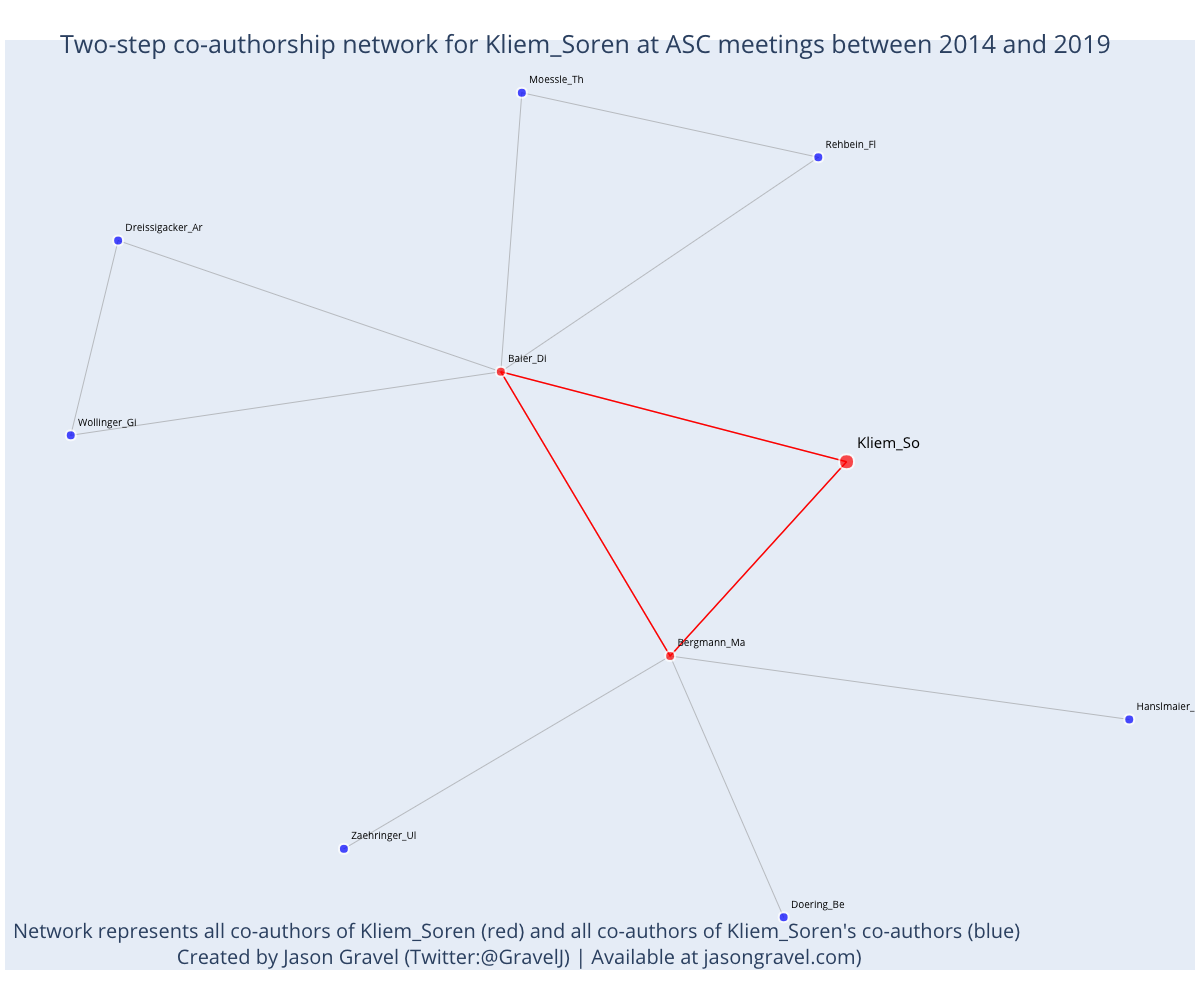 Two-step co-authorship network for Kliem_Soren at ASC meetings between 2014 and 2019
Moessle_Th
Rehbein_Fl
Dreissigacker_Ar
Baier_Di
Wollinger_Gi
Kliem_So
Bergmann_Ma
Hanslmaier_
Zaehringer_Ul
Doering_Be
Network represents all co-authors of Kliem_Soren (red) and all co-authors of Kliem_Soren's co-authors (blue)
Created by Jason Gravel (Twitter:@GravelJ) | Available at jasongravel.com)